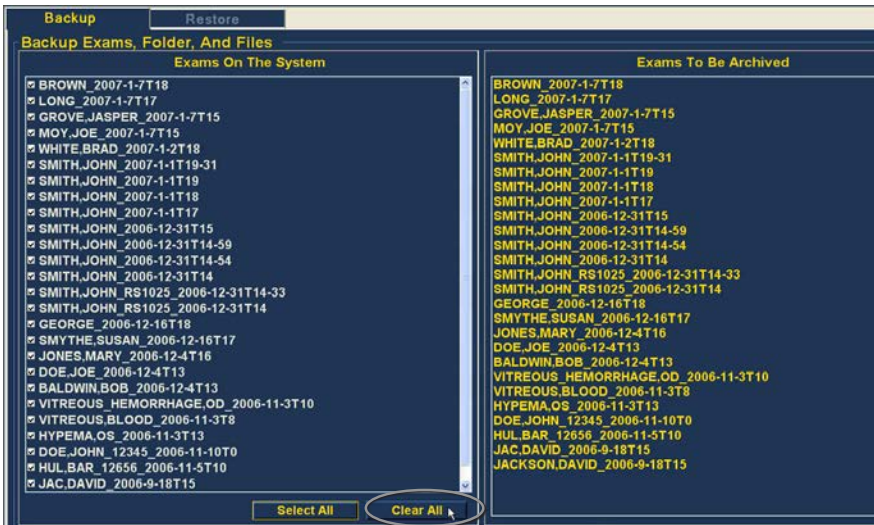 Backup
Restore
Backup Exams, Folder, And Files
Exams On The System
BROWN_2007-1-7T18
LONG_2007-1-7T17
GROVE,JASPER_2007-1-7T15
MOY,JOE_2007-1-7T15
WHITE,BRAD_2007-1-2T18
SMITH,JOHN_2007-1-1T19-31
SMITH,JOHN_2007-1-1T19
SMITH,JOHN_2007-1-1T18
SMITH,JOHN_2007-1-1T17
SMITH,JOHN_2006-12-31T15
SMITH,JOHN_2006-12-31T14-59
SMITH,JOHN_2006-12-31T14-54
SMITH,JOHN_2006-12-31T14
SMITH,JOHN_RS1025_2006-12-31T14-33
SMITH,JOHN_RS1025_2006-12-31T14
GEORGE_2006-12-16T18
SMYTHE,SUSAN_2006-12-16T17
JONES,MARY_2006-12-4T16
DOE,JOE_2006-12-4T13
BALDWIN,BOB_2006-12-4T13
VITREOUS_HEMORRHAGE,OD_2006-11-3T10
VITREOUS,BLOOD_2006-11-3T8
HYPEMA,OS_2006-11-3T13
DOE,JOHN_12345_2006-11-10T0
HUL,BAR_12656_2006-11-5T10
JAC,DAVID_2006-9-18T15
Select All
Clear All
Exams To Be Archived
BROWN_2007-1-7T18
LONG_2007-1-7T17
GROVE,JASPER_2007-1-7T15
MOY,JOE_2007-1-7T15
WHITE,BRAD_2007-1-2T18
SMITH,JOHN_2007-1-1T19-31
SMITH,JOHN_2007-1-1T19
SMITH,JOHN_2007-1-1T18
SMITH,JOHN_2007-1-1T17
SMITH,JOHN_2006-12-31T15
SMITH,JOHN_2006-12-31T14-59
SMITH,JOHN_2006-12-31T14-54
SMITH,JOHN_2006-12-31T14
SMITH,JOHN_RS1025_2006-12-31T14-33
SMITH,JOHN_RS1025_2006-12-31T14
GEORGE_2006-12-16T18
SMYTHE,SUSAN_2006-12-16T17
JONES,MARY_2006-12-4T16
DOE,JOE_2006-12-4T13
BALDWIN,BOB_2006-12-4T13
VITREOUS_HEMORRHAGE,OD_2006-11-3T10
VITREOUS,BLOOD_2006-11-3T8
HYPEMA,OS_2006-11-3T13
DOE,JOHN_12345_2006-11-10T0
HUL,BAR_12656_2006-11-5T10
JAC,DAVID_2006-9-18T15
JACKSON,DAVID_2006-9-18T15